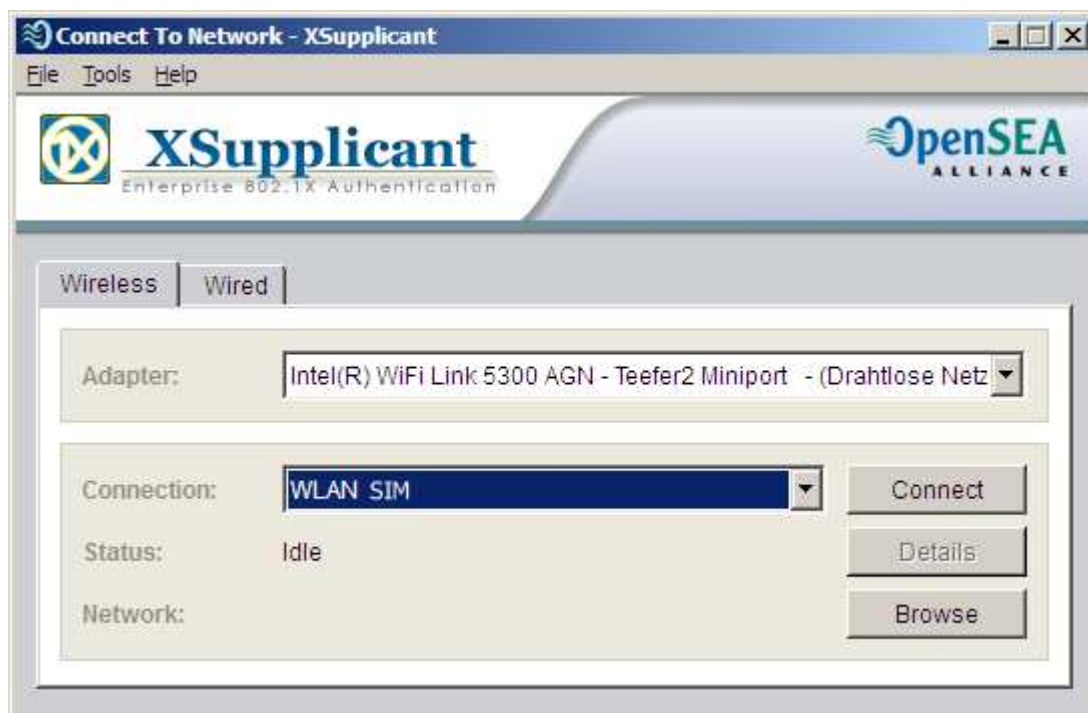 Connect To Network - XSupplicant
File Tools Help
1X XSupplicant
Enterprise 802.1X Authentication
OpenSEA
ALLIANCE
Wireless Wired
Adapter: Intel(R) WiFi Link 5300 AGN - Teefer2 Miniport - (Drahtlose Netz
Connection: WLAN SIM Connect
Status: Idle Details
Network: Browse